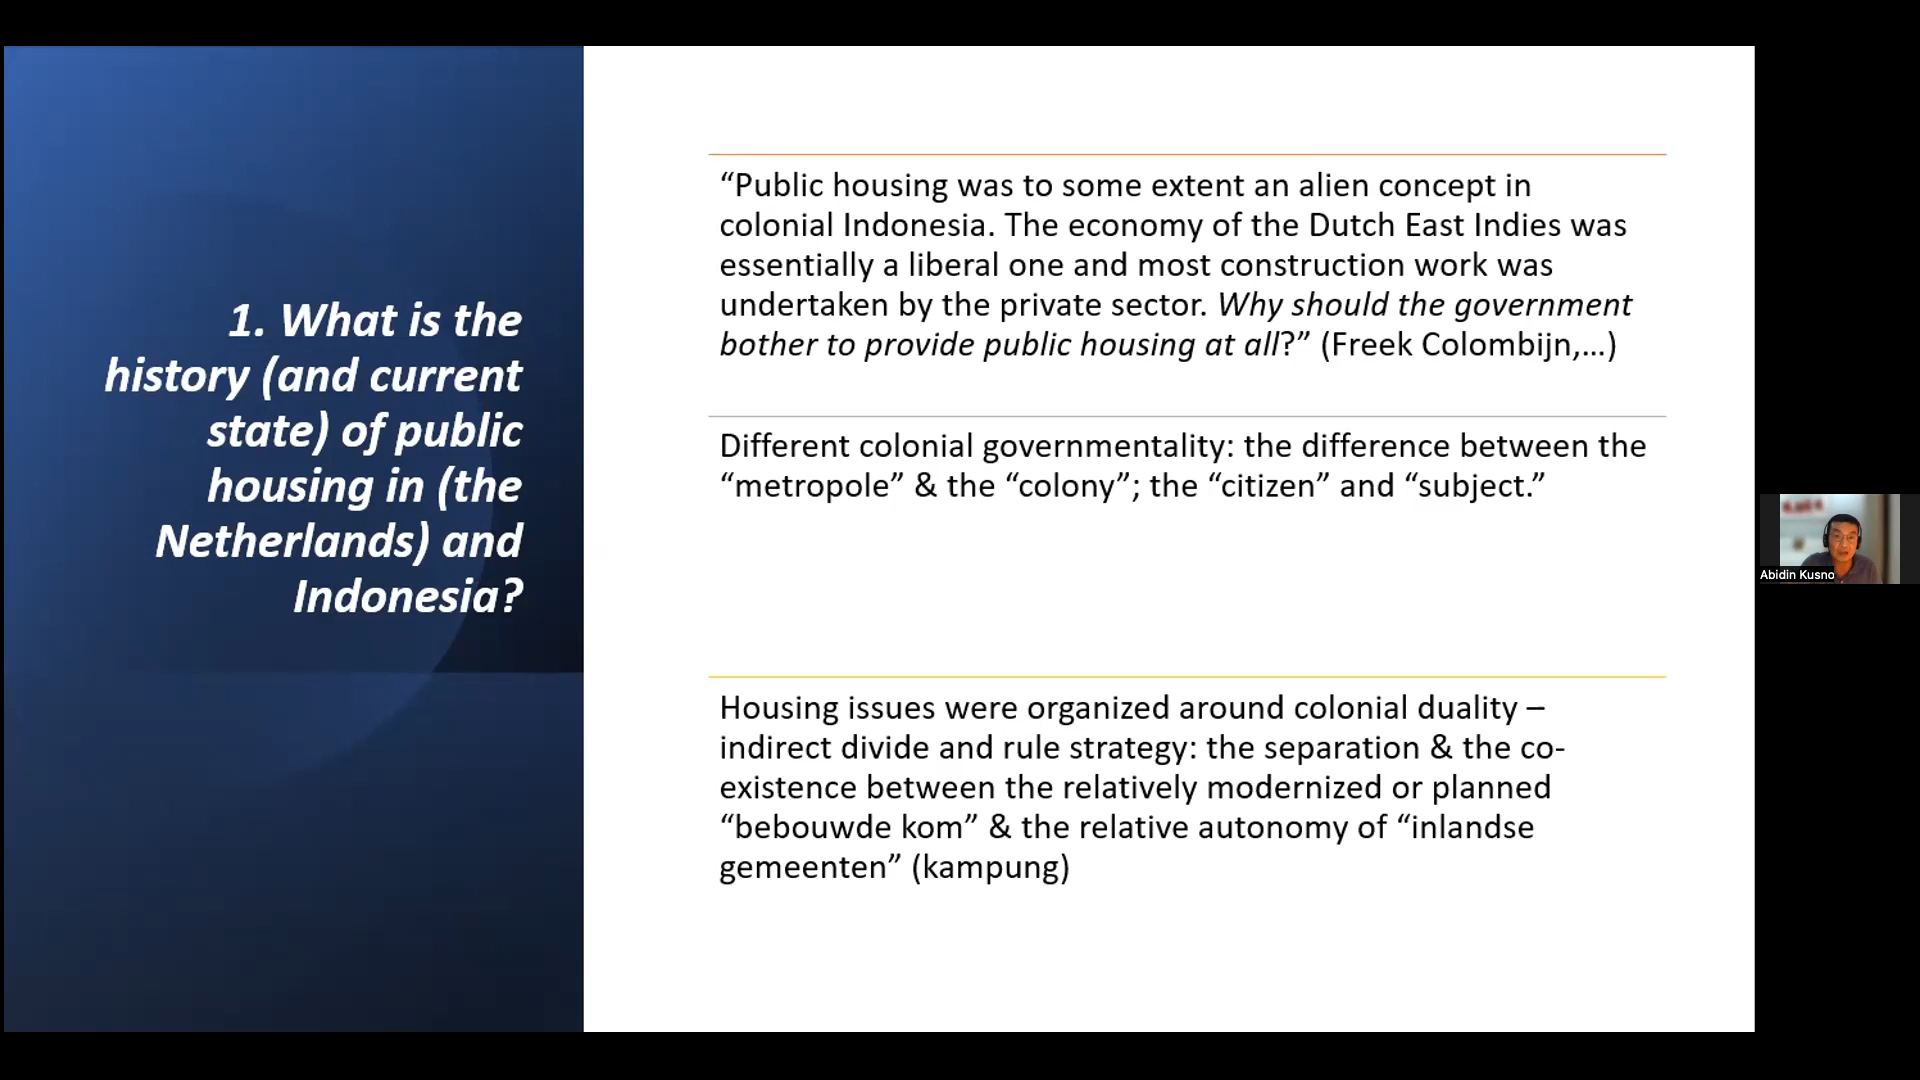 1. What is the
history (and current
state) of public
housing in (the
Netherlands) and
Indonesia?
“Public housing was to some extent an alien concept in
colonial Indonesia. The economy of the Dutch East Indies was
essentially a liberal one and most construction work was
undertaken by the private sector. Why should the government
bother to provide public housing at all?” (Freek Colombijn,...)
Different colonial governmentality: the difference between the
“metropole” & the “colony”; the “citizen” and “subject.”
Housing issues were organized around colonial duality –
indirect divide and rule strategy: the separation & the co-
existence between the relatively modernized or planned
“bebouwde kom” & the relative autonomy of “inlandse
gemeenten” (kampung)
Abidin Kusno